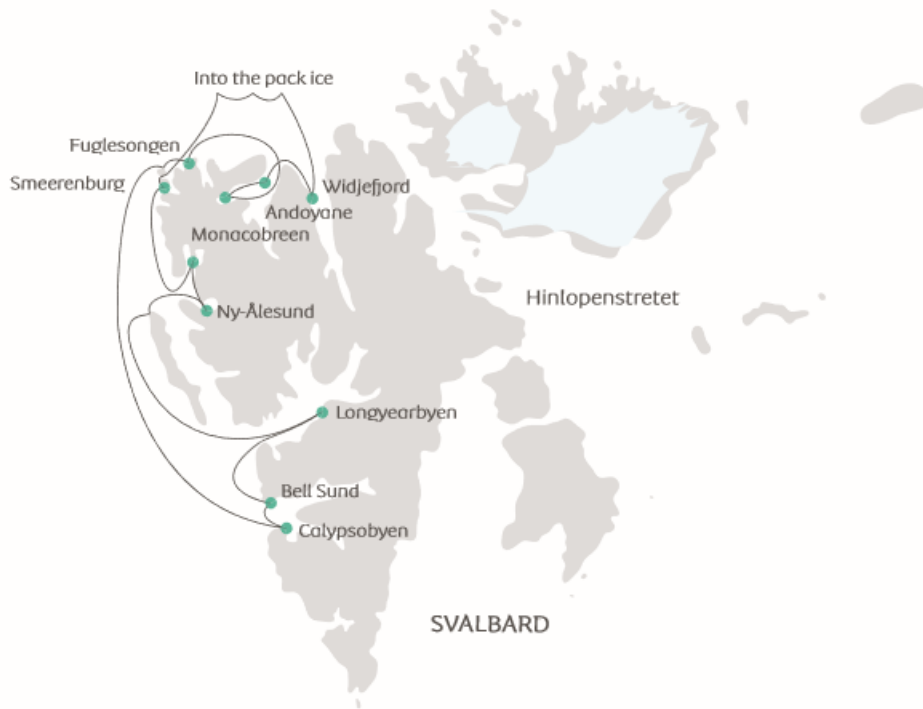 Into the pack ice
Fuglesongen
Smeerenburg
Widjefjord
Andoyane
Monacobreen
Hinlopenstretet
Ny-Ålesund
Longyearbyen
Bell Sund
Calypsobyen
SVALBARD